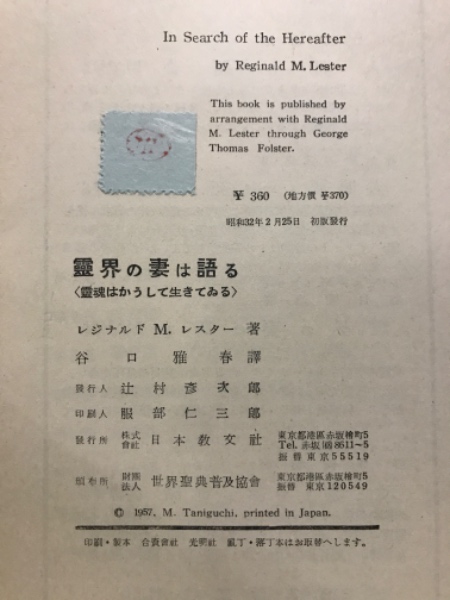 In Search of the Hereafter
by Reginald M. Lester
This book is published by
arrangement with Reginald
M. Lester through George
Thomas Folster.
¥ 360 (地方價 ¥370)
昭和32年2月25日 初版發行
靈界の妻は語る
〈靈魂はかうして生きてゐる〉
レジナルド M. レスター 著
谷口雅春譯
發行人 辻村彦次郎
印刷人 服部仁三郎
發行所 株式會社 日本教文社
東京都港區赤坂檜町5
Tel. 赤坂(48)8611~5
振替東京55519
頒布所 財團法人 世界聖典普及協會
東京都港區赤坂檜町5
振替東京120549
© 1957, M. Taniguchi, printed in Japan.
印刷・製本 合資會社 光明社 亂丁・落丁本はお取替へします。